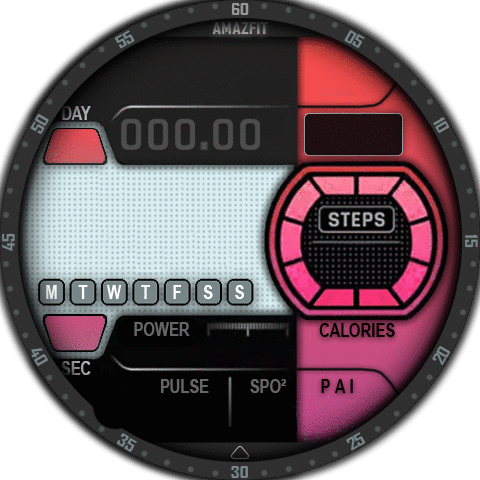 60
AMAZFIT
55
05
DAY
50
10
000.00
STEPS
45
15
M T W T F S S
POWER
CALORIES
40
20
SEC
PULSE
SPO²
PAI
35
25
30